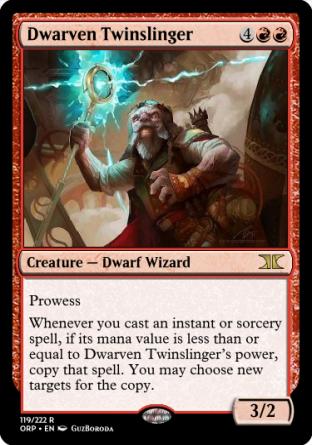 Dwarven Twinslinger 4
Creature — Dwarf Wizard
Prowess
Whenever you cast an instant or sorcery
spell, if its mana value is less than or
equal to Dwarven Twinslinger's power,
copy that spell. You may choose new
targets for the copy.
3/2
119/222 R
ORP • EN GuzBoroda